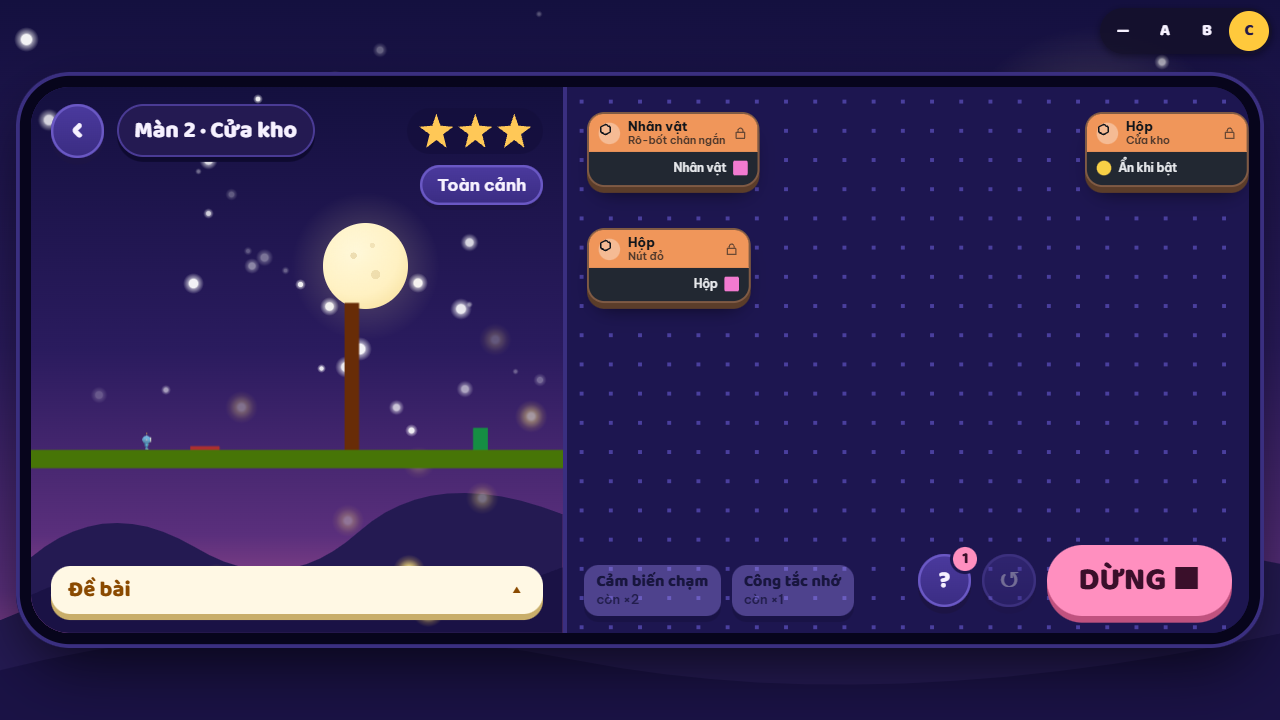 — A B C
Màn 2 • Cửa kho
Toàn cảnh
Đề bài
Nhân vật
Rô-bốt chân ngắn
Nhân vật
Hộp
Cửa kho
Ẩn khi bật
Hộp
Nút đỏ
Hộp
Cảm biến chạm
còn ×2
Công tắc nhớ
còn ×1
?
1
↺
DỪNG